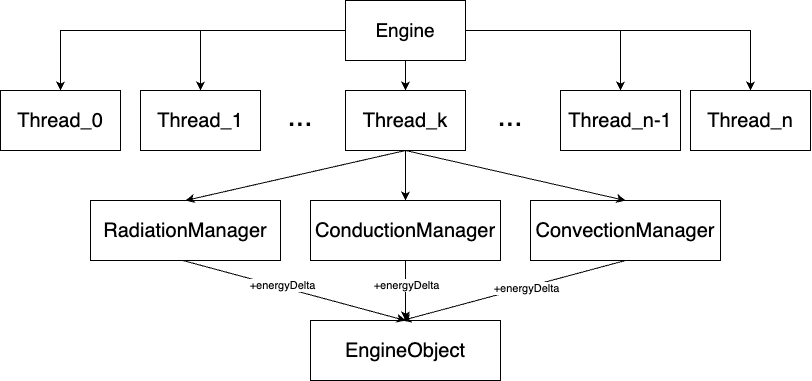 Engine
Thread_0
Thread_1
...
Thread_k
...
Thread_n-1
Thread_n
RadiationManager
ConductionManager
ConvectionManager
+energyDelta
+energyDelta
+energyDelta
EngineObject